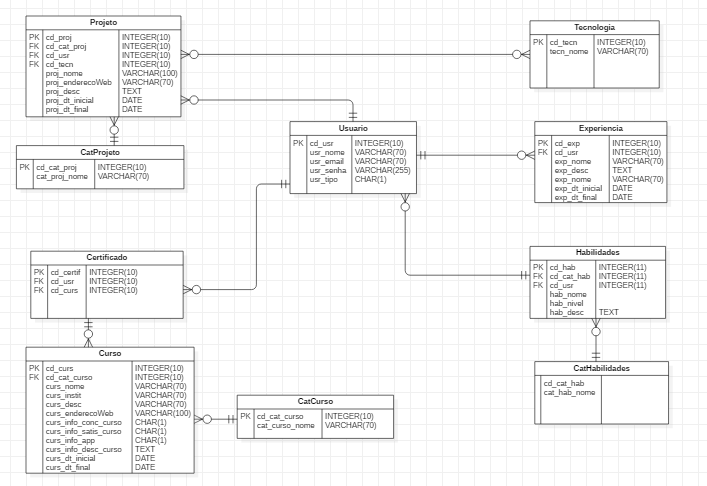 Projeto
PK cd_proj INTEGER(10)
FK cd_cat_proj INTEGER(10)
FK cd_usr INTEGER(10)
FK cd_tecn INTEGER(10)
proj_nome VARCHAR(100)
proj_enderecoWeb VARCHAR(70)
proj_desc TEXT
proj_dt_inicial DATE
proj_dt_final DATE
Tecnologia
PK cd_tecn INTEGER(10)
tecn_nome VARCHAR(70)
CatProjeto
PK cd_cat_proj INTEGER(10)
cat_proj_nome VARCHAR(70)
Usuario
PK cd_usr INTEGER(10)
usr_nome VARCHAR(70)
usr_email VARCHAR(70)
usr_senha VARCHAR(255)
usr_tipo CHAR(1)
Experiencia
PK cd_exp INTEGER(10)
FK cd_usr INTEGER(10)
exp_nome VARCHAR(70)
exp_desc TEXT
exp_nome VARCHAR(70)
exp_dt_inicial DATE
exp_dt_final DATE
Certificado
PK cd_certif INTEGER(10)
FK cd_usr INTEGER(10)
FK cd_curs INTEGER(10)
Habilidades
PK cd_hab INTEGER(11)
FK cd_cat_hab INTEGER(11)
FK cd_usr INTEGER(11)
hab_nome
hab_nivel
hab_desc TEXT
Curso
PK cd_curs INTEGER(10)
FK cd_cat_curso INTEGER(10)
curs_nome VARCHAR(70)
curs_instit VARCHAR(70)
curs_desc VARCHAR(70)
curs_enderecoWeb VARCHAR(100)
curs_info_conc_curso CHAR(1)
curs_info_satis_curso CHAR(1)
curs_info_app CHAR(1)
curs_info_desc_curso TEXT
curs_dt_inicial DATE
curs_dt_final DATE
CatCurso
PK cd_cat_curso INTEGER(10)
cat_curso_nome VARCHAR(70)
CatHabilidades
cd_cat_hab
cat_hab_nome